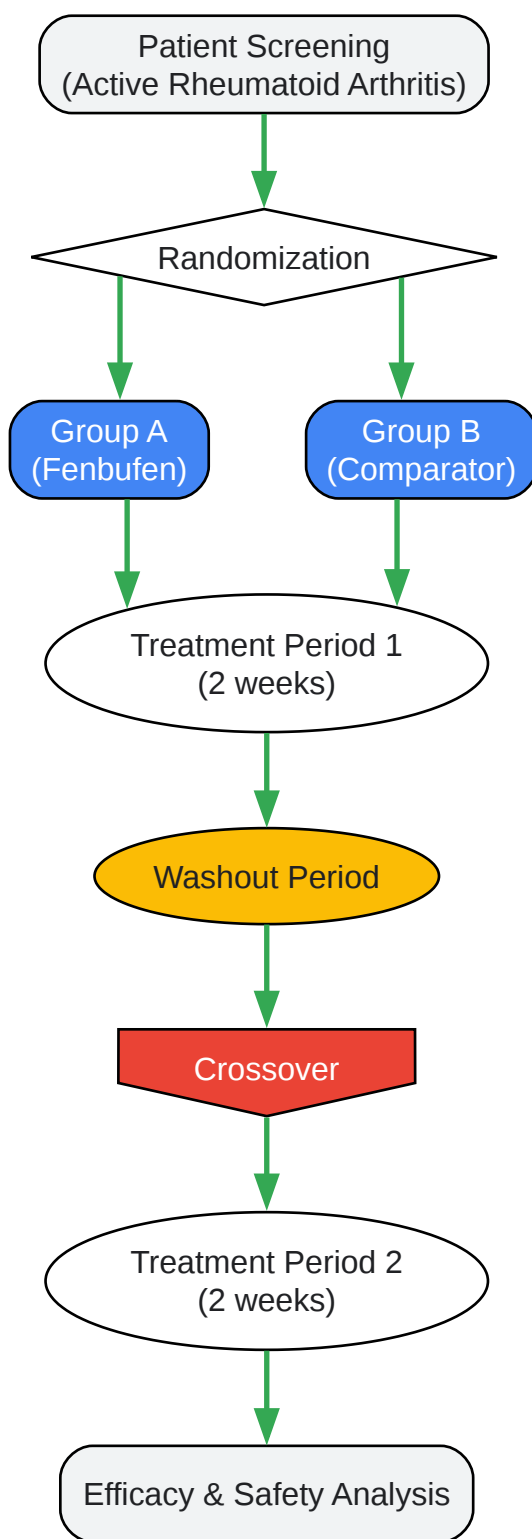 Patient Screening
(Active Rheumatoid Arthritis)
Randomization
Group A
(Fenbufen)
Group B
(Comparator)
Treatment Period 1
(2 weeks)
Washout Period
Crossover
Treatment Period 2
(2 weeks)
Efficacy & Safety Analysis